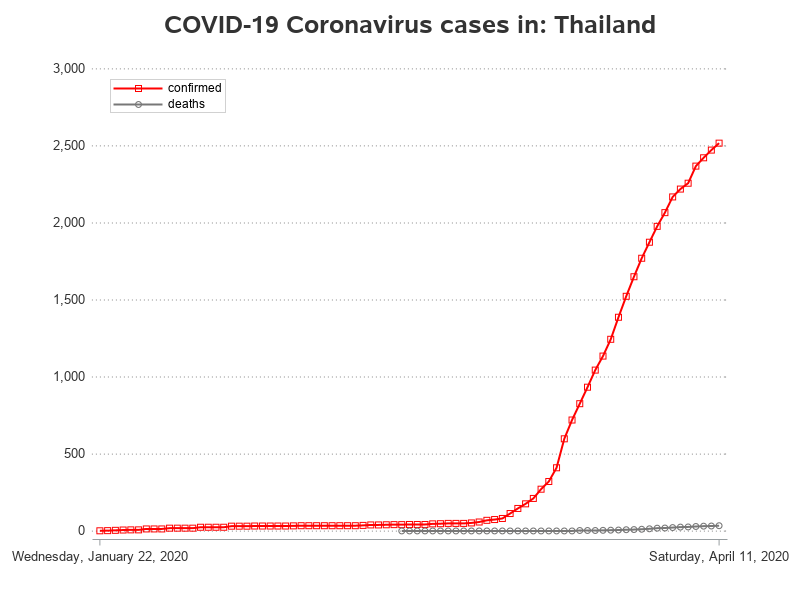 COVID-19 Coronavirus cases in: Thailand
3,000
confirmed
deaths
2,500
2,000
1,500
1,000
500
0
Wednesday, January 22, 2020
Saturday, April 11, 2020